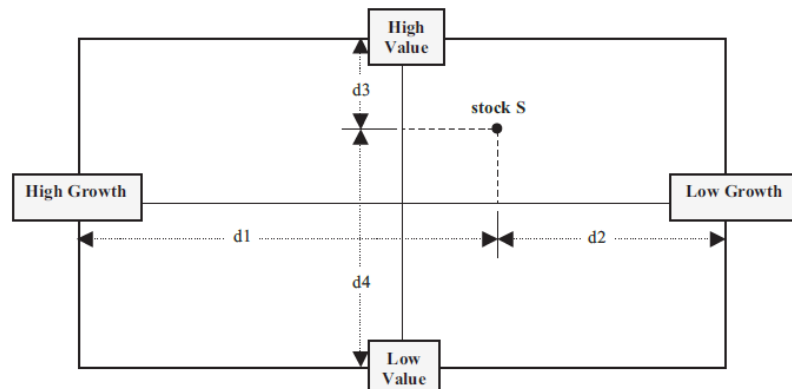 High
Value
d3
stock S
High Growth
Low Growth
d1
d2
d4
Low
Value